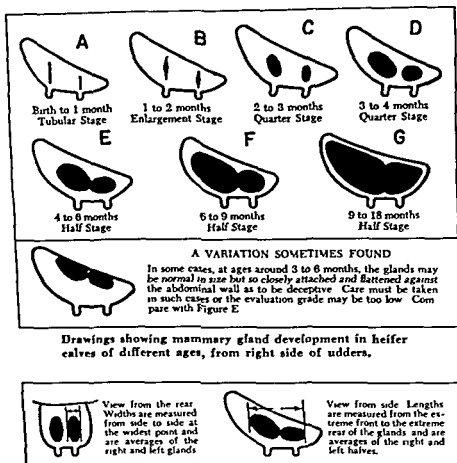 A
B
C
D
Birth to 1 month
Tubular Stage
1 to 2 months
Enlargement Stage
2 to 3 months
Quarter Stage
3 to 4 months
Quarter Stage
E
F
G
4 to 6 months
Half Stage
6 to 9 months
Half Stage
9 to 18 months
Half Stage
A VARIATION SOMETIMES FOUND
In some cases, at ages around 3 to 6 months, the glands may
be normal in size but so closely attached and flattened against
the abdominal wall as to be deceptive Care must be taken
in such cases or the evaluation grade may be too low Com
pare with Figure E
Drawings showing mammary gland development in heifer
calves of different ages, from right side of udders.
View from the rear
Widths are measured
from side to side at
the widest point and
are averages of the
right and left glands
View from side Lengths
are measured from the ex-
treme front to the extreme
rear of the glands and are
averages of the right and
left halves.